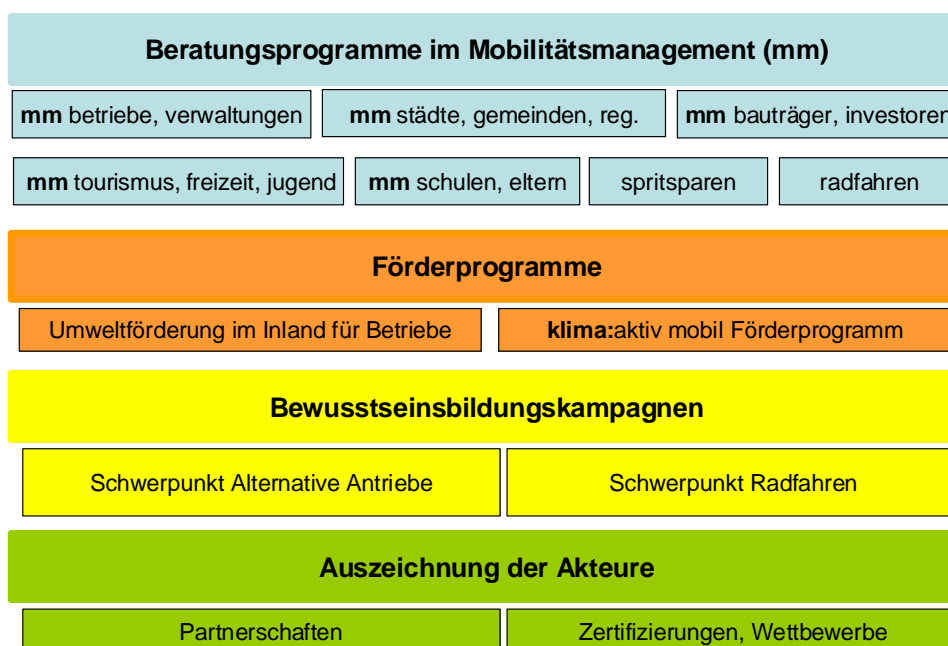 Beratungsprogramme im Mobilitätsmanagement (mm)
mm betriebe, verwaltungen
mm städte, gemeinden, reg.
mm bauträger, investoren
mm tourismus, freizeit, jugend
mm schulen, eltern
spritsparen
radfahren
Förderprogramme
Umweltförderung im Inland für Betriebe
klima:aktiv mobil Förderprogramm
Bewusstseinsbildungskampagnen
Schwerpunkt Alternative Antriebe
Schwerpunkt Radfahren
Auszeichnung der Akteure
Partnerschaften
Zertifizierungen, Wettbewerbe